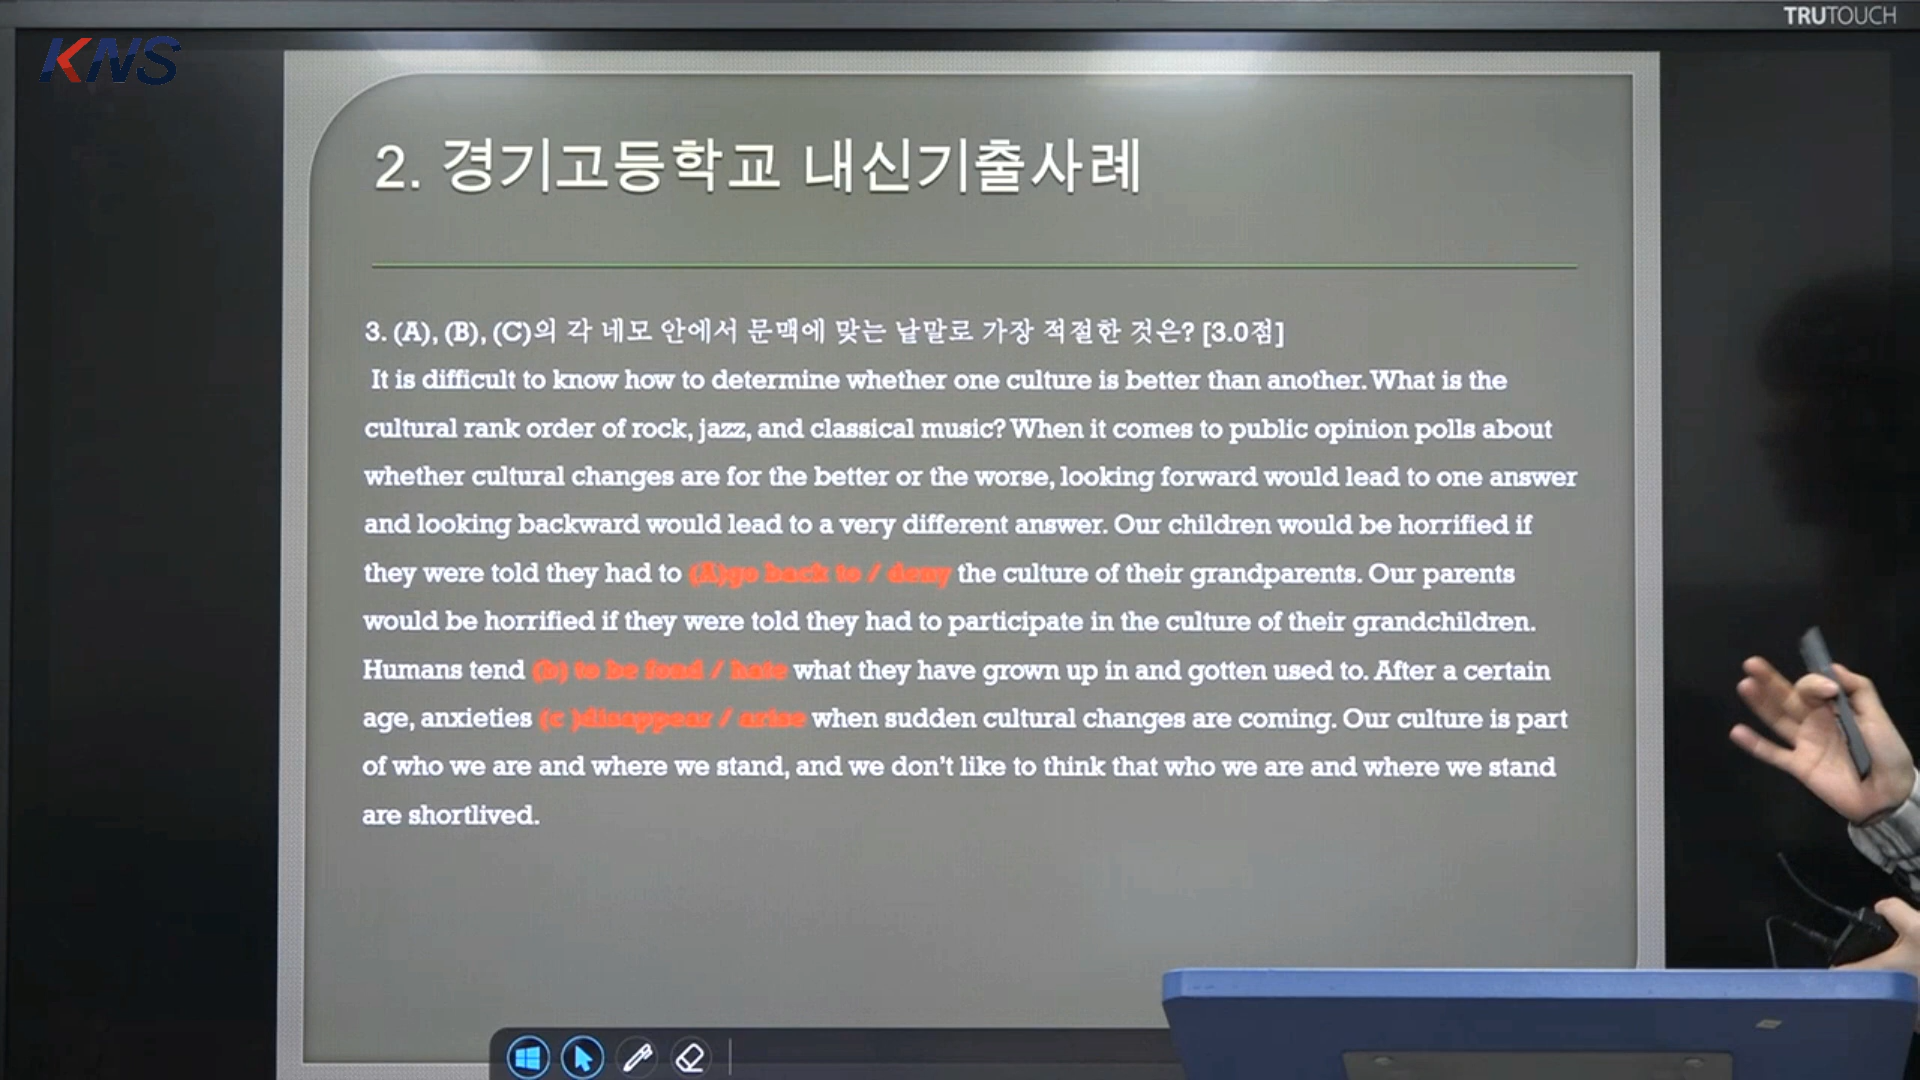 TRUTOUCH
KNS
2. 경기고등학교 내신기출사례
3. (A), (B), (C)의 각 네모 안에서 문맥에 맞는 낱말로 가장 적절한 것은? [3.0점]
It is difficult to know how to determine whether one culture is better than another. What is the
cultural rank order of rock, jazz, and classical music? When it comes to public opinion polls about
whether cultural changes are for the better or the worse, looking forward would lead to one answer
and looking backward would lead to a very different answer. Our children would be horrified if
they were told they had to (A)go back to / deny the culture of their grandparents. Our parents
would be horrified if they were told they had to participate in the culture of their grandchildren.
Humans tend (b) to be fond / hate what they have grown up in and gotten used to. After a certain
age, anxieties (c )disappear / arise when sudden cultural changes are coming. Our culture is part
of who we are and where we stand, and we don't like to think that who we are and where we stand
are shortlived.